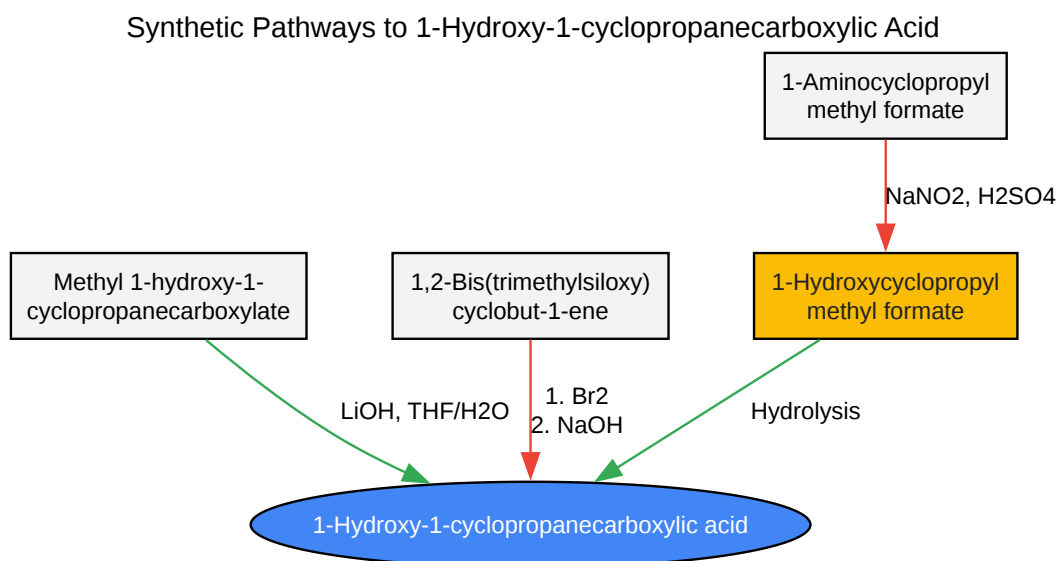 Synthetic Pathways to 1-Hydroxy-1-cyclopropanecarboxylic Acid
1-Aminocyclopropyl
methyl formate
NaNO2, H2SO4
Methyl 1-hydroxy-1-
cyclopropanecarboxylate
1,2-Bis(trimethylsiloxy)
cyclobut-1-ene
1-Hydroxycyclopropyl
methyl formate
LiOH, THF/H2O
1. Br2
2. NaOH
Hydrolysis
1-Hydroxy-1-cyclopropanecarboxylic acid